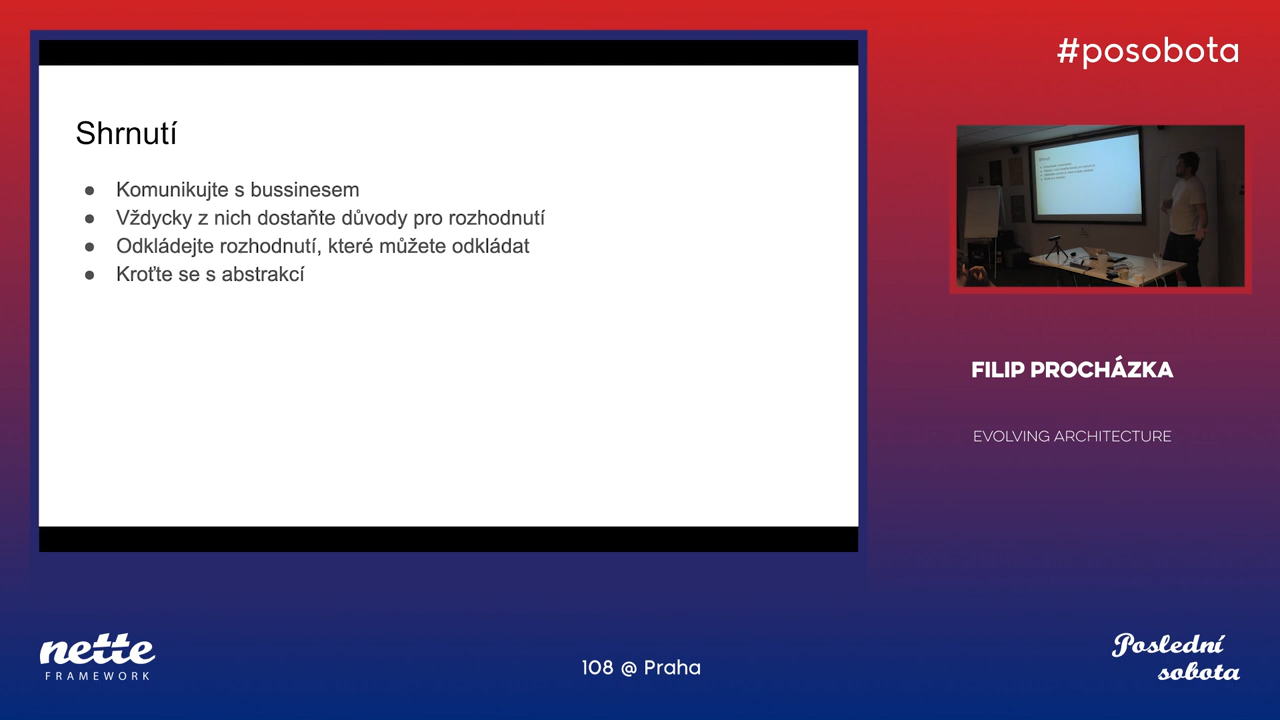 #posobota
Shrnutí
● Komunikujte s bussinesem
● Vždycky z nich dostaňte důvody pro rozhodnutí
● Odkládejte rozhodnutí, které můžete odkládat
● Kroťte se s abstrakcí
FILIP PROCHÁZKA
EVOLVING ARCHITECTURE
nette
FRAMEWORK
108 @ Praha
Poslední
sobota